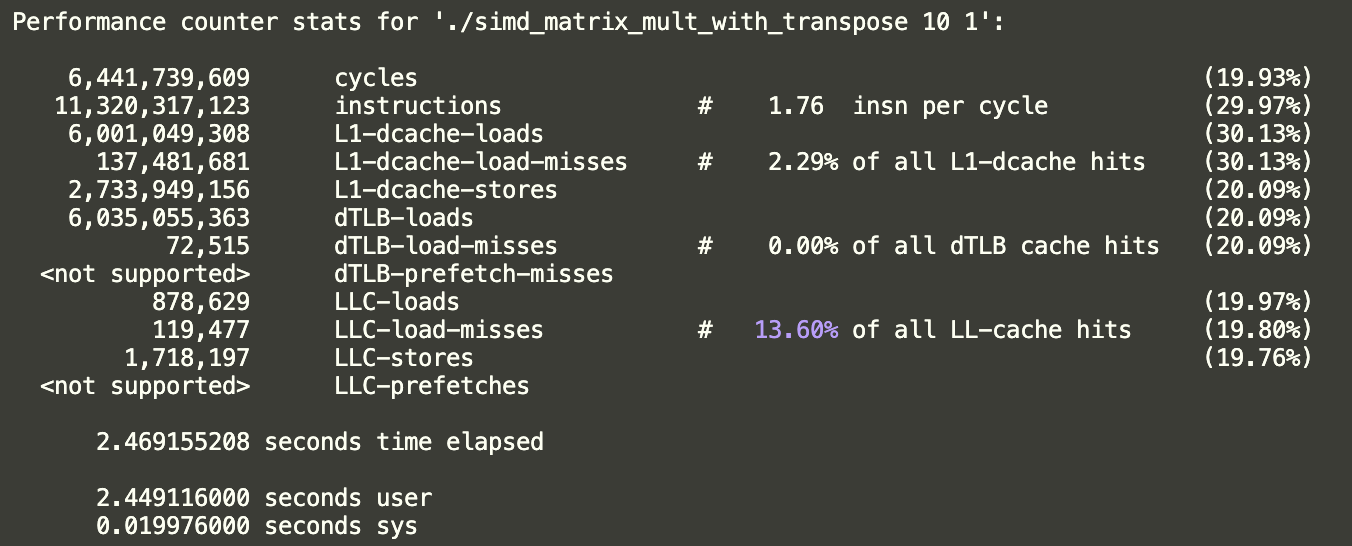 Performance counter stats for './simd_matrix_mult_with_transpose 10 1':
6,441,739,609 cycles (19.93%)
11,320,317,123 instructions # 1.76 insn per cycle (29.97%)
6,001,049,308 L1-dcache-loads (30.13%)
137,481,681 L1-dcache-load-misses # 2.29% of all L1-dcache hits (30.13%)
2,733,949,156 L1-dcache-stores (20.09%)
6,035,055,363 dTLB-loads (20.09%)
72,515 dTLB-load-misses # 0.00% of all dTLB cache hits (20.09%)
<not supported> dTLB-prefetch-misses
878,629 LLC-loads (19.97%)
119,477 LLC-load-misses # 13.60% of all LL-cache hits (19.80%)
1,718,197 LLC-stores (19.76%)
<not supported> LLC-prefetches
2.469155208 seconds time elapsed
2.449116000 seconds user
0.019976000 seconds sys